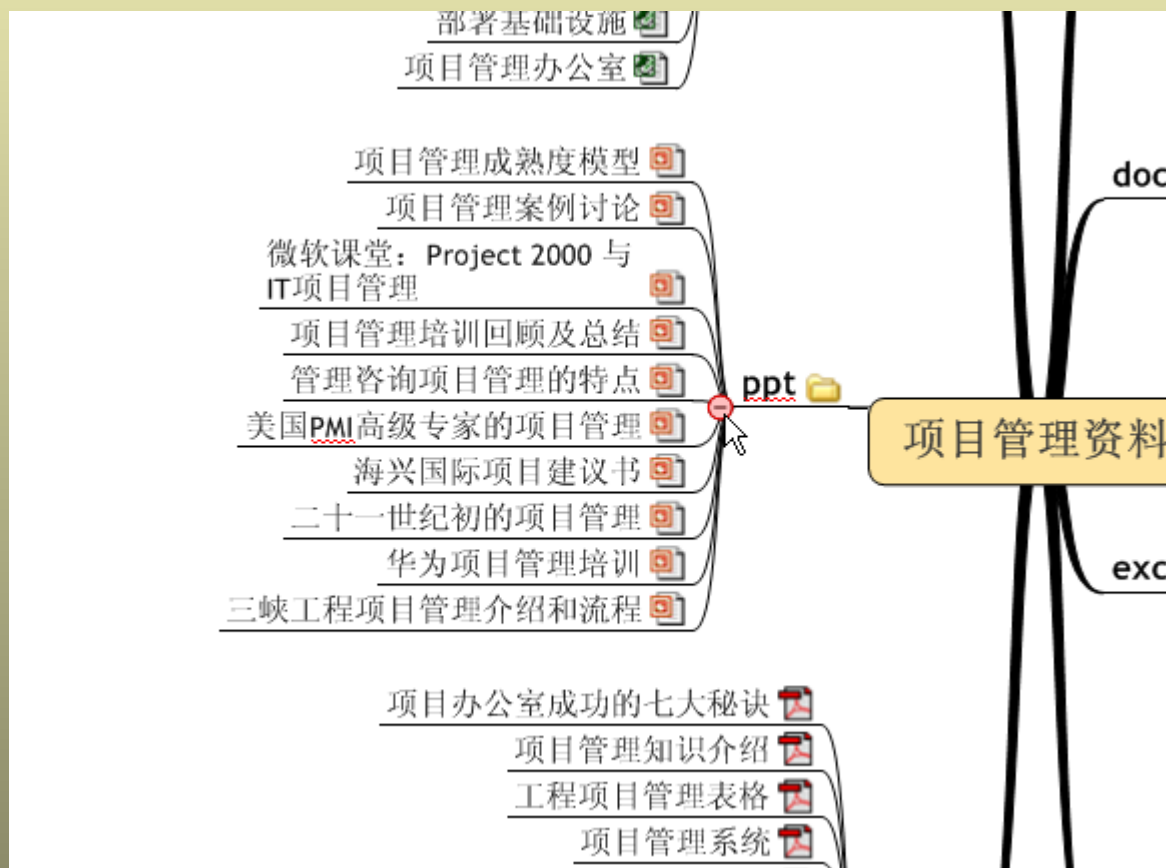 部署基础设施
项目管理办公室
项目管理成熟度模型
项目管理案例讨论
微软课堂：Project 2000 与
IT项目管理
项目管理培训回顾及总结
管理咨询项目管理的特点
美国PMI高级专家的项目管理
海兴国际项目建议书
二十一世纪初的项目管理
华为项目管理培训
三峡工程项目管理介绍和流程
ppt
项目管理资料
doc
exc
项目办公室成功的七大秘诀
项目管理知识介绍
工程项目管理表格
项目管理系统